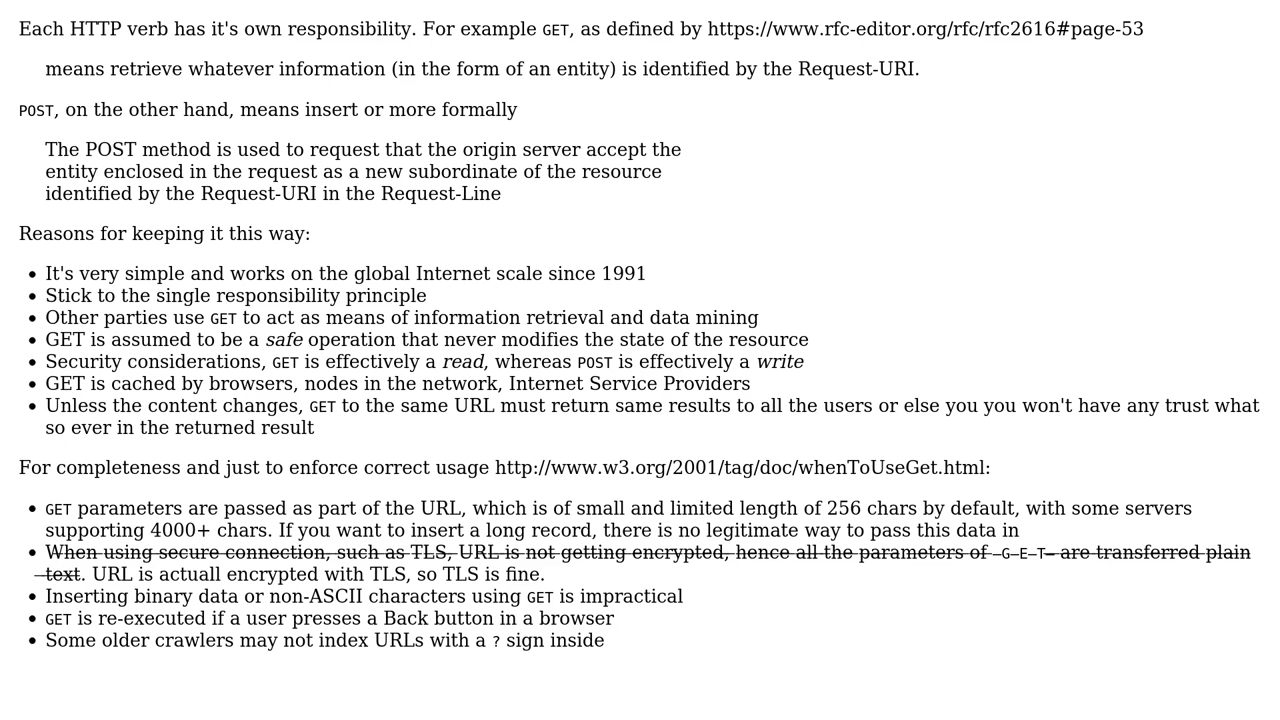 Each HTTP verb has it's own responsibility. For example GET, as defined by https://www.rfc-editor.org/rfc/rfc2616#page-53
means retrieve whatever information (in the form of an entity) is identified by the Request-URI.
POST, on the other hand, means insert or more formally
The POST method is used to request that the origin server accept the
entity enclosed in the request as a new subordinate of the resource
identified by the Request-URI in the Request-Line
Reasons for keeping it this way:
• It's very simple and works on the global Internet scale since 1991
• Stick to the single responsibility principle
• Other parties use GET to act as means of information retrieval and data mining
• GET is assumed to be a safe operation that never modifies the state of the resource
• Security considerations, GET is effectively a read, whereas POST is effectively a write
• GET is cached by browsers, nodes in the network, Internet Service Providers
• Unless the content changes, GET to the same URL must return same results to all the users or else you you won't have any trust what
so ever in the returned result
For completeness and just to enforce correct usage http://www.w3.org/2001/tag/doc/whenToUseGet.html:
• GET parameters are passed as part of the URL, which is of small and limited length of 256 chars by default, with some servers
supporting 4000+ chars. If you want to insert a long record, there is no legitimate way to pass this data in
• When using secure connection, such as TLS, URL is not getting encrypted, hence all the parameters of GET are transferred plain
text. URL is actuall encrypted with TLS, so TLS is fine.
• Inserting binary data or non-ASCII characters using GET is impractical
• GET is re-executed if a user presses a Back button in a browser
• Some older crawlers may not index URLs with a ? sign inside